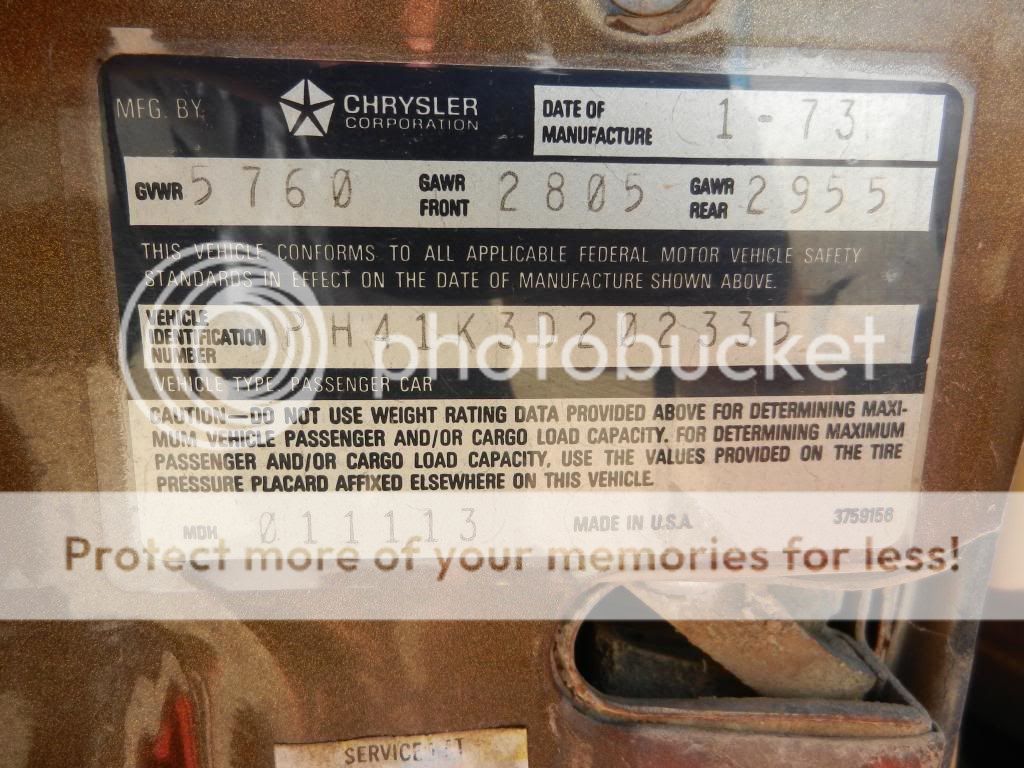 MFG. BY CHRYSLER CORPORATION
DATE OF MANUFACTURE 1-73
GVWR 5760 GAWR FRONT 2805 GAWR REAR 2955
THIS VEHICLE CONFORMS TO ALL APPLICABLE FEDERAL MOTOR VEHICLE SAFETY
STANDARDS IN EFFECT ON THE DATE OF MANUFACTURE SHOWN ABOVE.
VEHICLE IDENTIFICATION NUMBER PH41K3D202335
photobucket
VEHICLE TYPE: PASSENGER CAR
CAUTION—DO NOT USE WEIGHT RATING DATA PROVIDED ABOVE FOR DETERMINING MAXI-
MUM VEHICLE PASSENGER AND/OR CARGO LOAD CAPACITY. FOR DETERMINING MAXIMUM
PASSENGER AND/OR CARGO LOAD CAPACITY, USE THE VALUES PROVIDED ON THE TIRE
PRESSURE PLACARD AFFIXED ELSEWHERE ON THIS VEHICLE.
MDH 011113 MADE IN U.S.A. 3759156
Protect more of your memories for less!
SERVICE